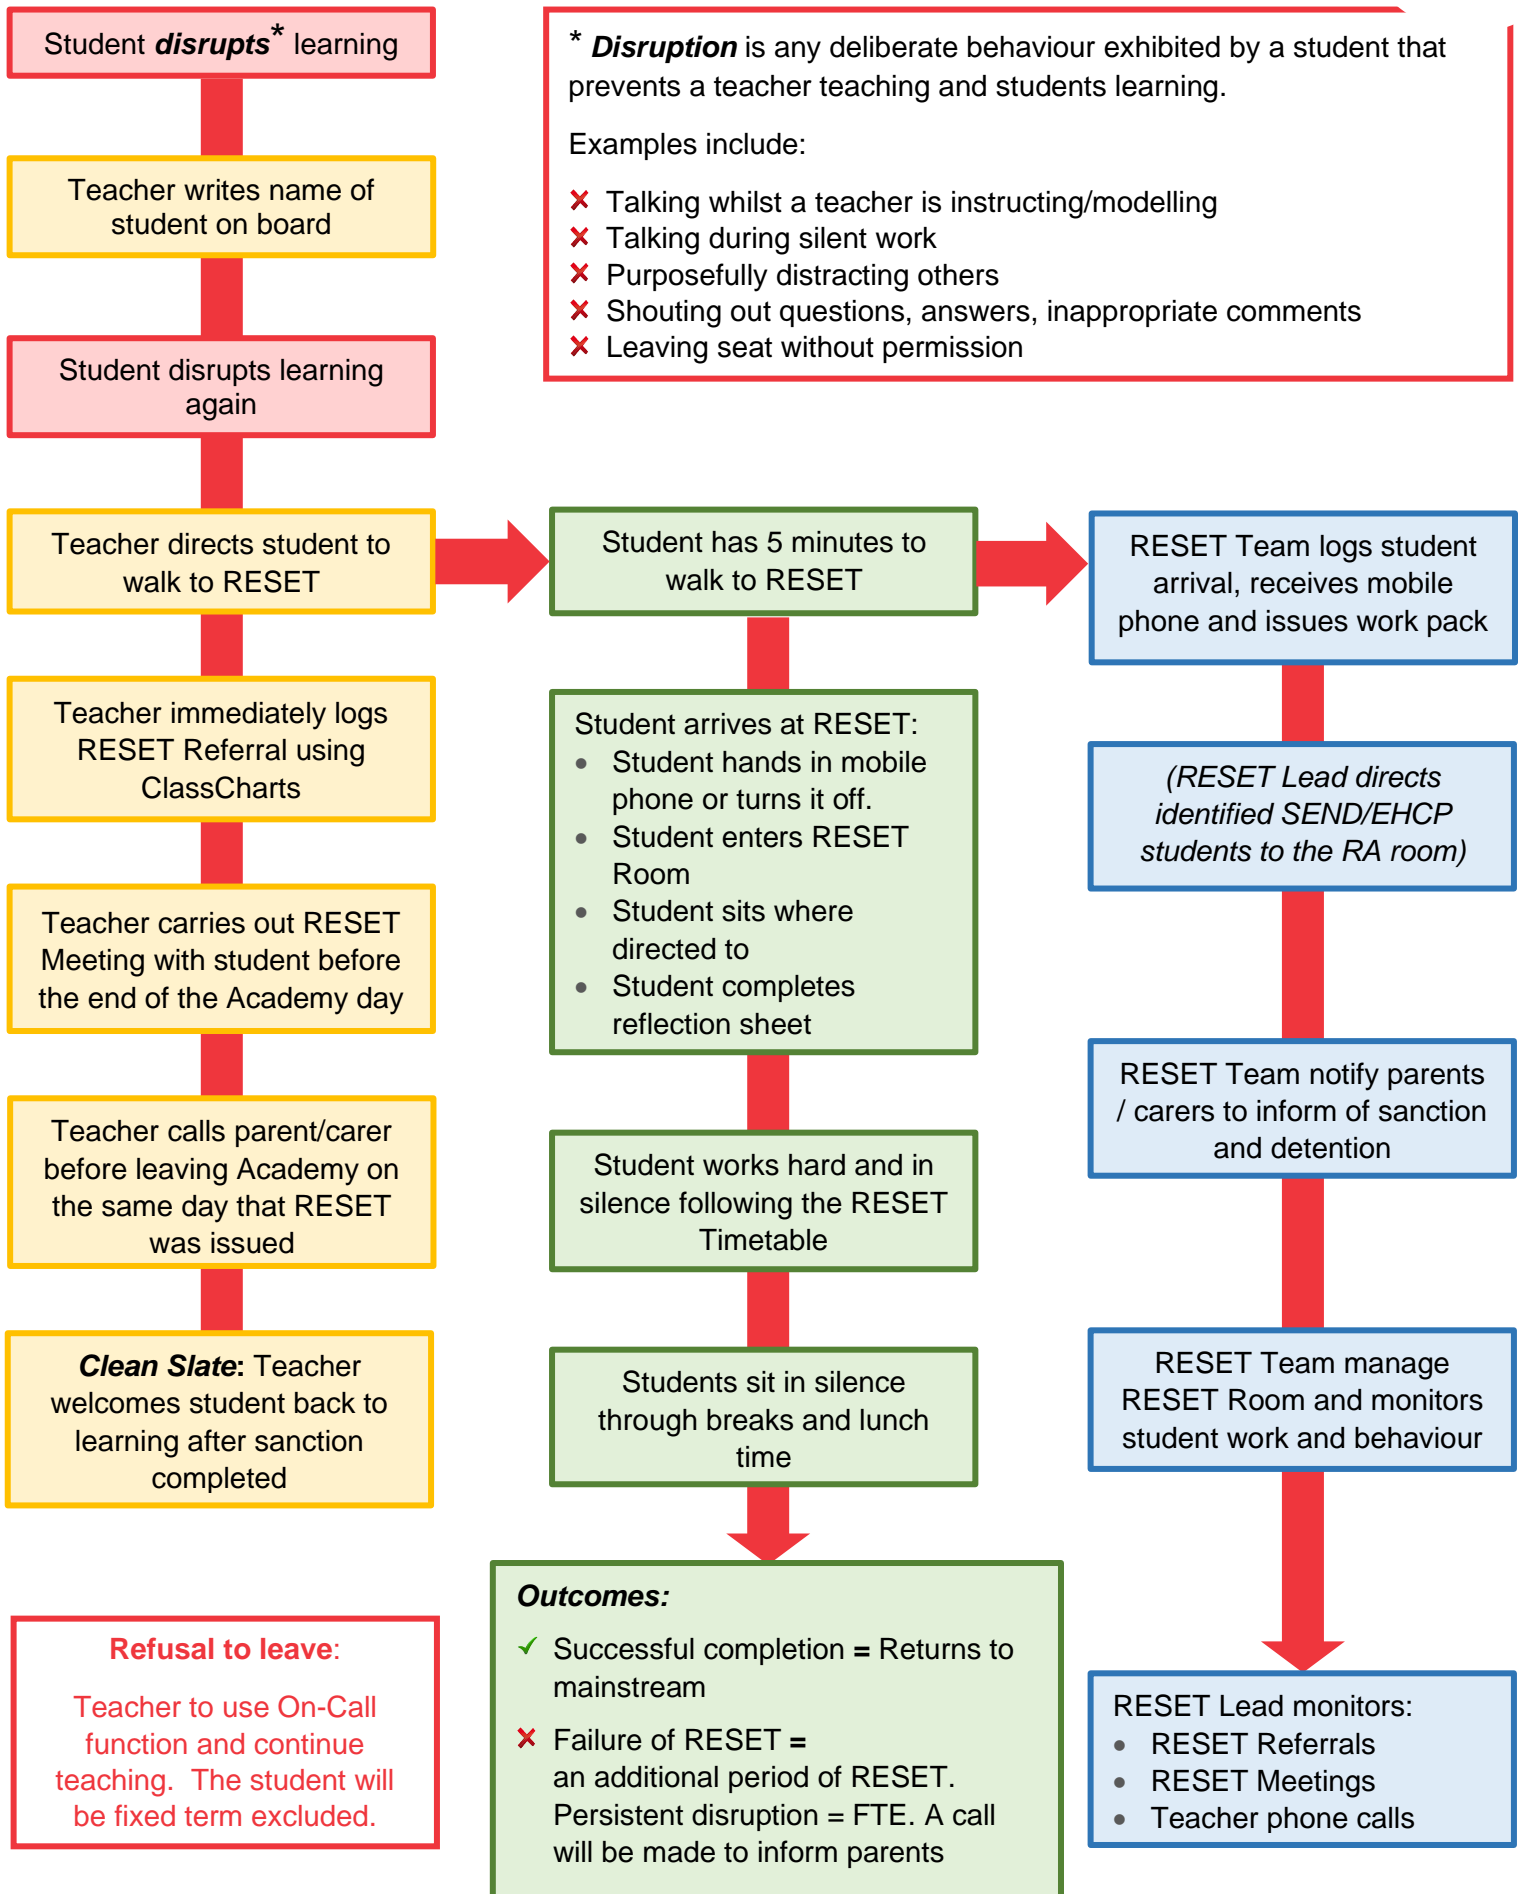 Student disrupts* learning
* Disruption is any deliberate behaviour exhibited by a student that
prevents a teacher teaching and students learning.
Examples include:
✗ Talking whilst a teacher is instructing/modelling
✗ Talking during silent work
✗ Purposefully distracting others
✗ Shouting out questions, answers, inappropriate comments
✗ Leaving seat without permission
Teacher writes name of
student on board
Student disrupts learning
again
Teacher directs student to
walk to RESET
Teacher immediately logs
RESET Referral using
ClassCharts
Teacher carries out RESET
Meeting with student before
the end of the Academy day
Teacher calls parent/carer
before leaving Academy on
the same day that RESET
was issued
Clean Slate: Teacher
welcomes student back to
learning after sanction
completed
Refusal to leave:
Teacher to use On-Call
function and continue
teaching. The student will
be fixed term excluded.
Student has 5 minutes to
walk to RESET
Student arrives at RESET:
• Student hands in mobile
phone or turns it off.
• Student enters RESET
Room
• Student sits where
directed to
• Student completes
reflection sheet
Student works hard and in
silence following the RESET
Timetable
Students sit in silence
through breaks and lunch
time
Outcomes:
✓ Successful completion = Returns to
mainstream
✗ Failure of RESET =
an additional period of RESET.
Persistent disruption = FTE. A call
will be made to inform parents
RESET Team logs student
arrival, receives mobile
phone and issues work pack
(RESET Lead directs
identified SEND/EHCP
students to the RA room)
RESET Team notify parents
/ carers to inform of sanction
and detention
RESET Team manage
RESET Room and monitors
student work and behaviour
RESET Lead monitors:
• RESET Referrals
• RESET Meetings
• Teacher phone calls